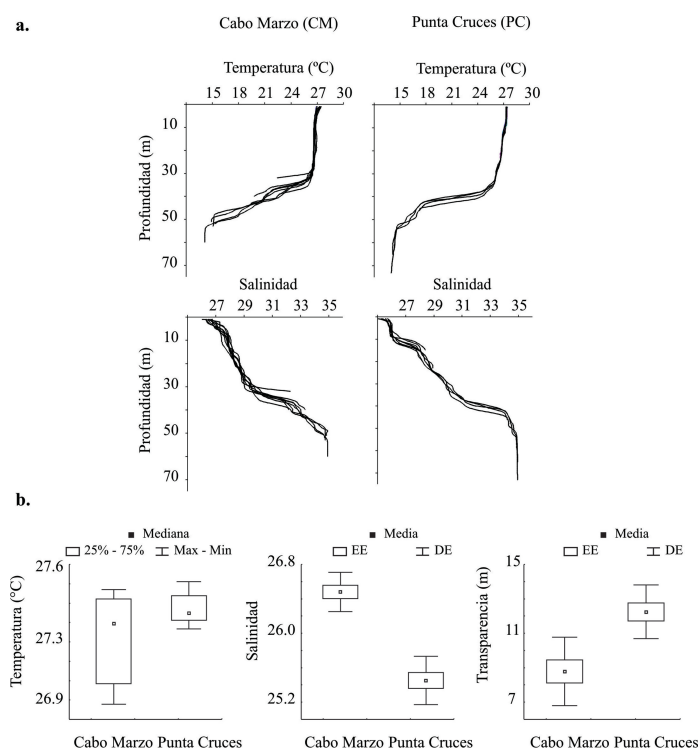 a.
Cabo Marzo (CM) Punta Cruces (PC)
Temperatura (ºC) Temperatura (ºC)
15 18 21 24 27 30 15 18 21 24 27 30
Profundidad (m)
10
30
50
70
Salinidad Salinidad
27 29 31 33 35 27 29 31 33 35
Profundidad (m)
10
30
50
70
b.
Mediana
25% - 75% Max - Min
Temperatura (°C)
27.6
27.3
26.9
Cabo Marzo Punta Cruces
Media
EE DE
Salinidad
26.8
26.0
25.2
Cabo Marzo Punta Cruces
Media
EE DE
Transparencia (m)
15
11
7
Cabo Marzo Punta Cruces